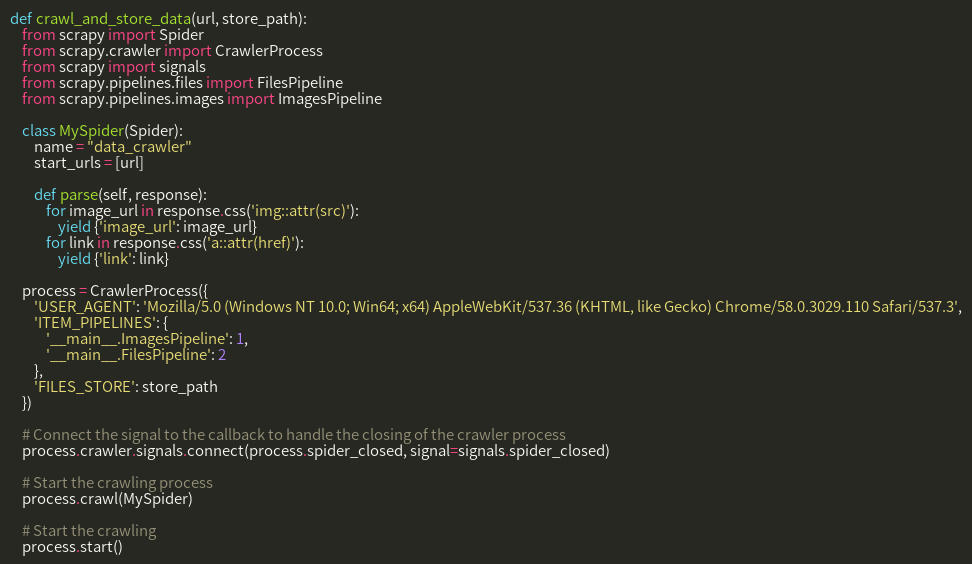 def crawl_and_store_data(url, store_path):
from scrapy import Spider
from scrapy.crawler import CrawlerProcess
from scrapy import signals
from scrapy.pipelines.files import FilesPipeline
from scrapy.pipelines.images import ImagesPipeline
class MySpider(Spider):
name = "data_crawler"
start_urls = [url]
def parse(self, response):
for image_url in response.css('img::attr(src)'):
yield {'image_url': image_url}
for link in response.css('a::attr(href)'):
yield {'link': link}
process = CrawlerProcess({
'USER_AGENT': 'Mozilla/5.0 (Windows NT 10.0; Win64; x64) AppleWebKit/537.36 (KHTML, like Gecko) Chrome/58.0.3029.110 Safari/537.3',
'ITEM_PIPELINES': {
'__main__.ImagesPipeline': 1,
'__main__.FilesPipeline': 2
},
'FILES_STORE': store_path
})
# Connect the signal to the callback to handle the closing of the crawler process
process.crawler.signals.connect(process.spider_closed, signal=signals.spider_closed)
# Start the crawling process
process.crawl(MySpider)
# Start the crawling
process.start()